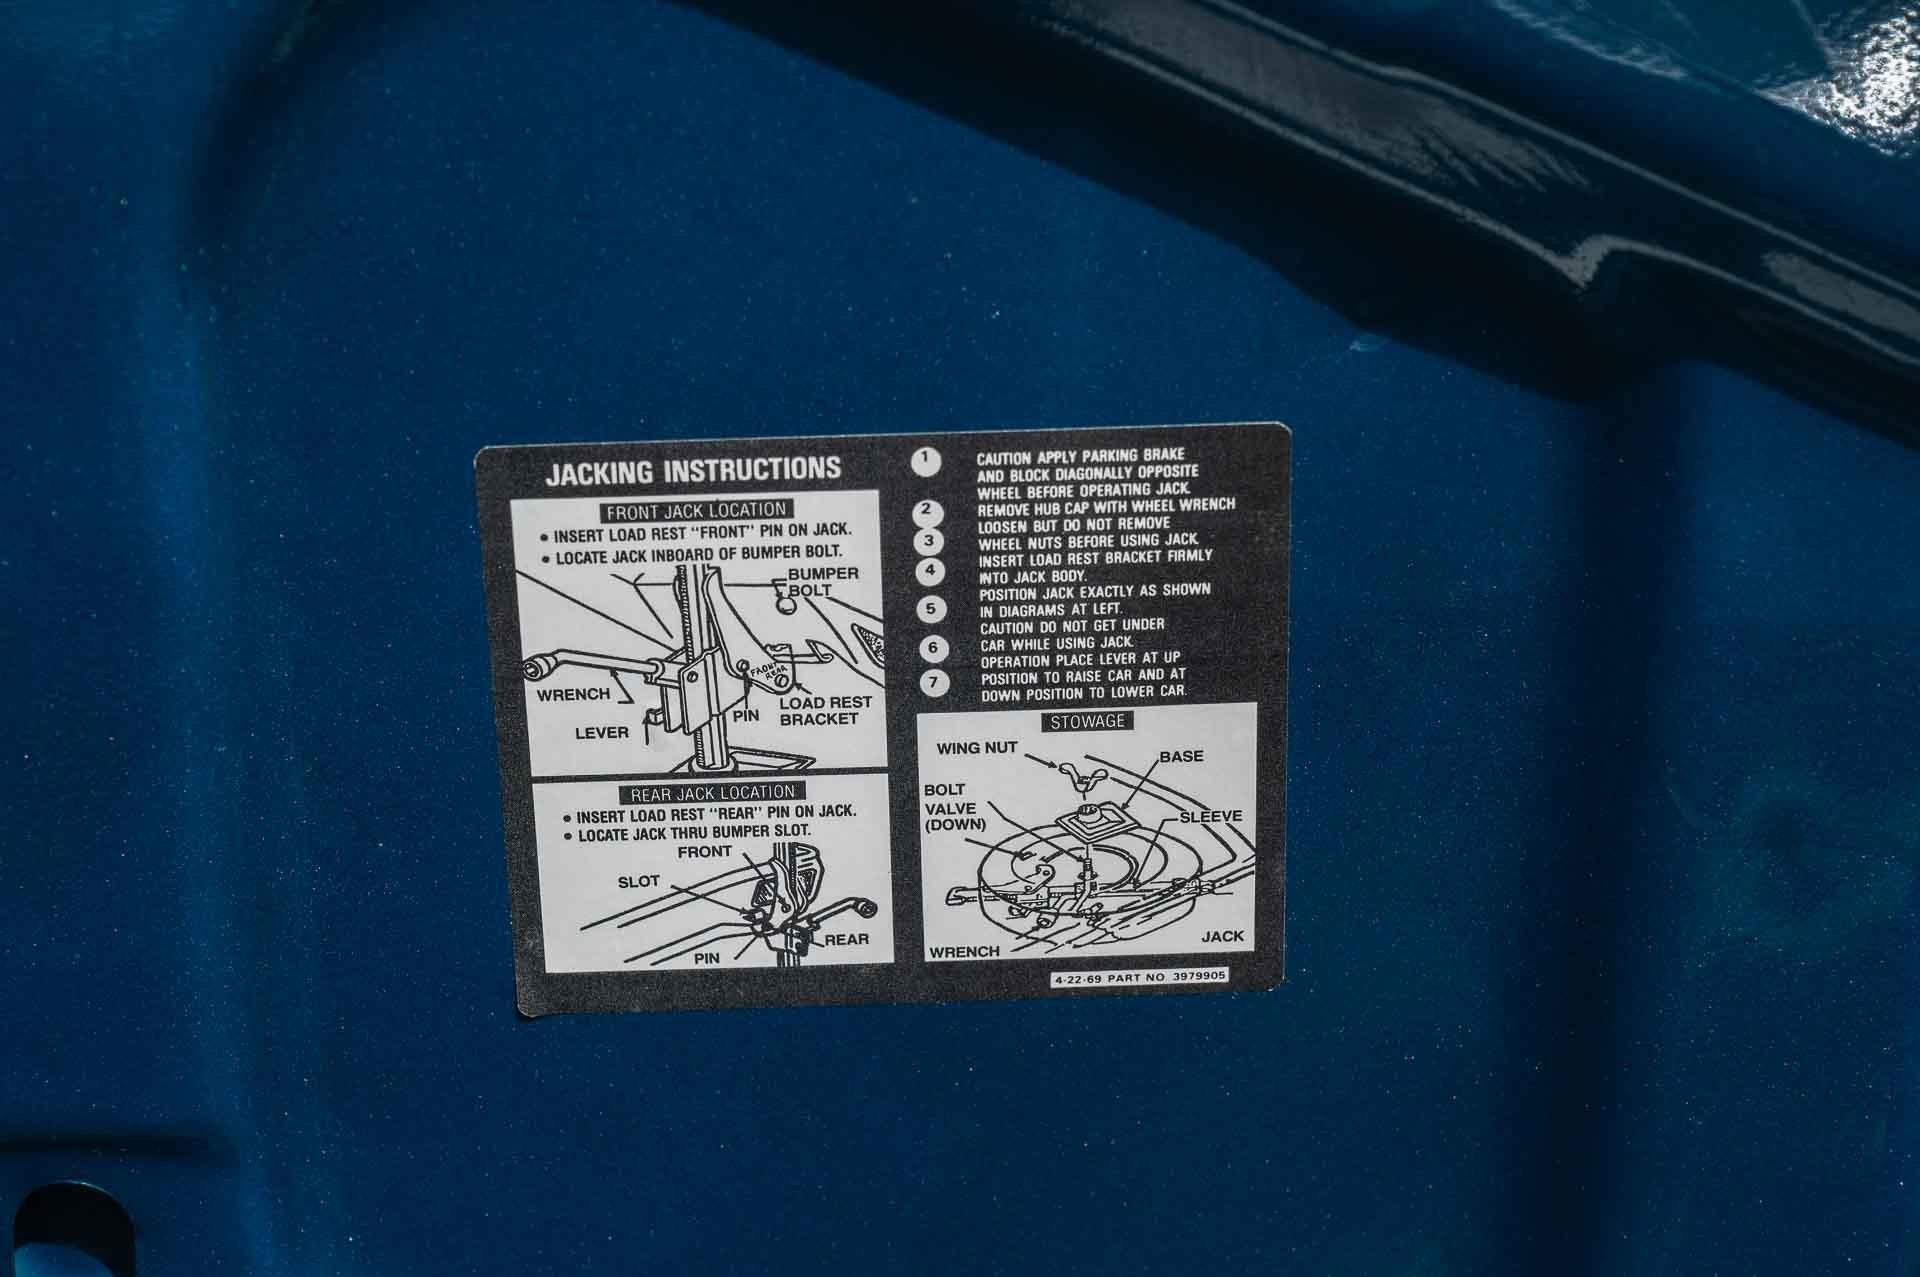 JACKING INSTRUCTIONS
FRONT JACK LOCATION
• INSERT LOAD REST "FRONT" PIN ON JACK.
• LOCATE JACK INBOARD OF BUMPER BOLT.
BUMPER
BOLT
FRONT
REAR
WRENCH
LEVER
PIN
LOAD REST
BRACKET
REAR JACK LOCATION
• INSERT LOAD REST "REAR" PIN ON JACK.
• LOCATE JACK THRU BUMPER SLOT.
FRONT
SLOT
REAR
PIN
1 CAUTION APPLY PARKING BRAKE
AND BLOCK DIAGONALLY OPPOSITE
WHEEL BEFORE OPERATING JACK.
2 REMOVE HUB CAP WITH WHEEL WRENCH
LOOSEN BUT DO NOT REMOVE
3 WHEEL NUTS BEFORE USING JACK
INSERT LOAD REST BRACKET FIRMLY
4 INTO JACK BODY.
POSITION JACK EXACTLY AS SHOWN
5 IN DIAGRAMS AT LEFT.
CAUTION DO NOT GET UNDER
6 CAR WHILE USING JACK.
OPERATION PLACE LEVER AT UP
7 POSITION TO RAISE CAR AND AT
DOWN POSITION TO LOWER CAR.
STOWAGE
WING NUT
BASE
BOLT
VALVE
(DOWN)
SLEEVE
WRENCH
JACK
4-22-69 PART NO 3979905